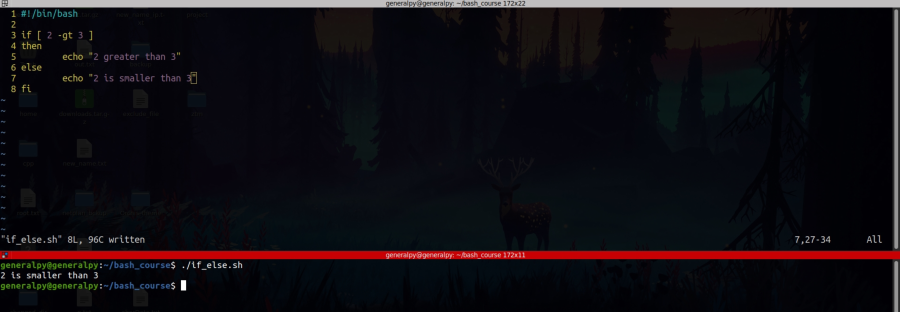 generalpy@generalpy: ~/bash_course 172x22
1 #!/bin/bash
2
3 if [ 2 -gt 3 ]
4 then
5         echo "2 greater than 3"
6 else
7         echo "2 is smaller than 3"
8 fi
~
~
~
~
~
~
~
~
~
~
~
~
~
"if_else.sh" 8L, 96C written 7,27-34 All
generalpy@generalpy: ~/bash_course 172x11
generalpy@generalpy:~/bash_course$ ./if_else.sh
2 is smaller than 3
generalpy@generalpy:~/bash_course$